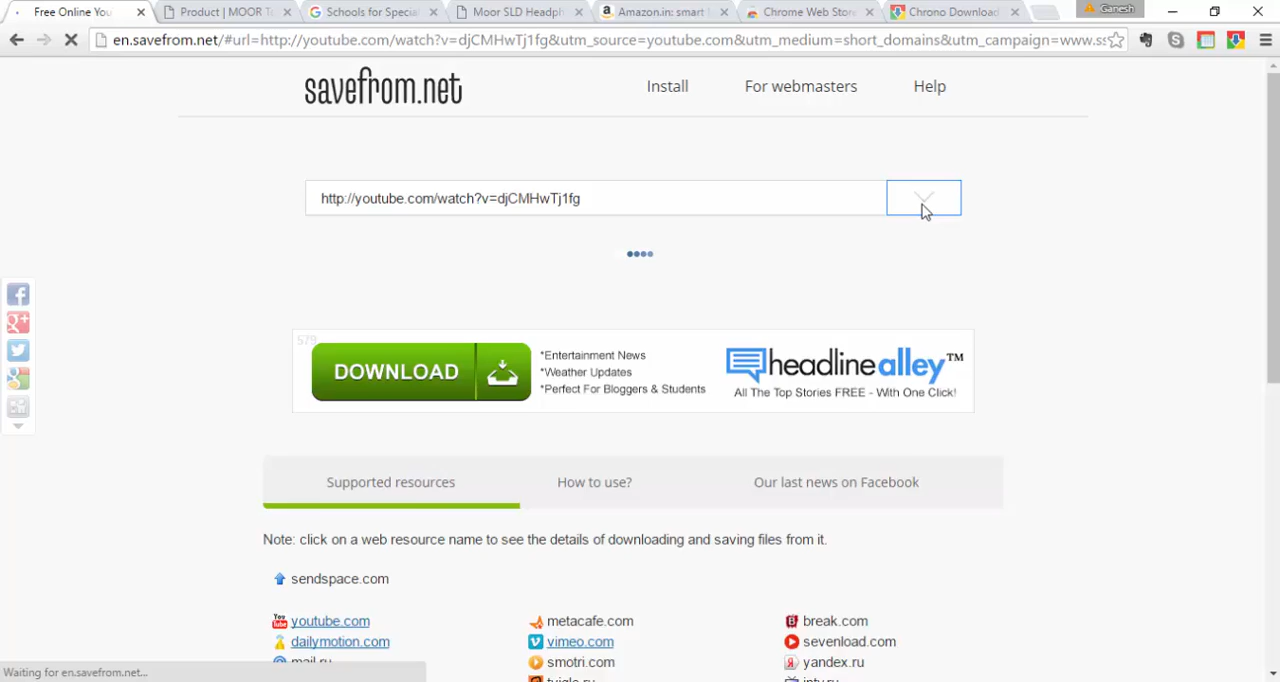 Free Online You
Product | MOOR To
Schools for Specia
Moor SLD Headph
Amazon.in: smart
Chrome Web Stor
Chrono Download
Ganesh
en.savefrom.net/#url=http://youtube.com/watch?v=djCMHwTj1fg&utm_source=youtube.com&utm_medium=short_domains&utm_campaign=www.ss
savefrom.net
Install
For webmasters
Help
http://youtube.com/watch?v=djCMHwTj1fg
579
DOWNLOAD
*Entertainment News
*Weather Updates
*Perfect For Bloggers & Students
headlinealley™
All The Top Stories FREE - With One Click!
Supported resources
How to use?
Our last news on Facebook
Note: click on a web resource name to see the details of downloading and saving files from it.
sendspace.com
youtube.com
metacafe.com
break.com
dailymotion.com
vimeo.com
sevenload.com
mail.ru
smotri.com
yandex.ru
Waiting for en.savefrom.net...